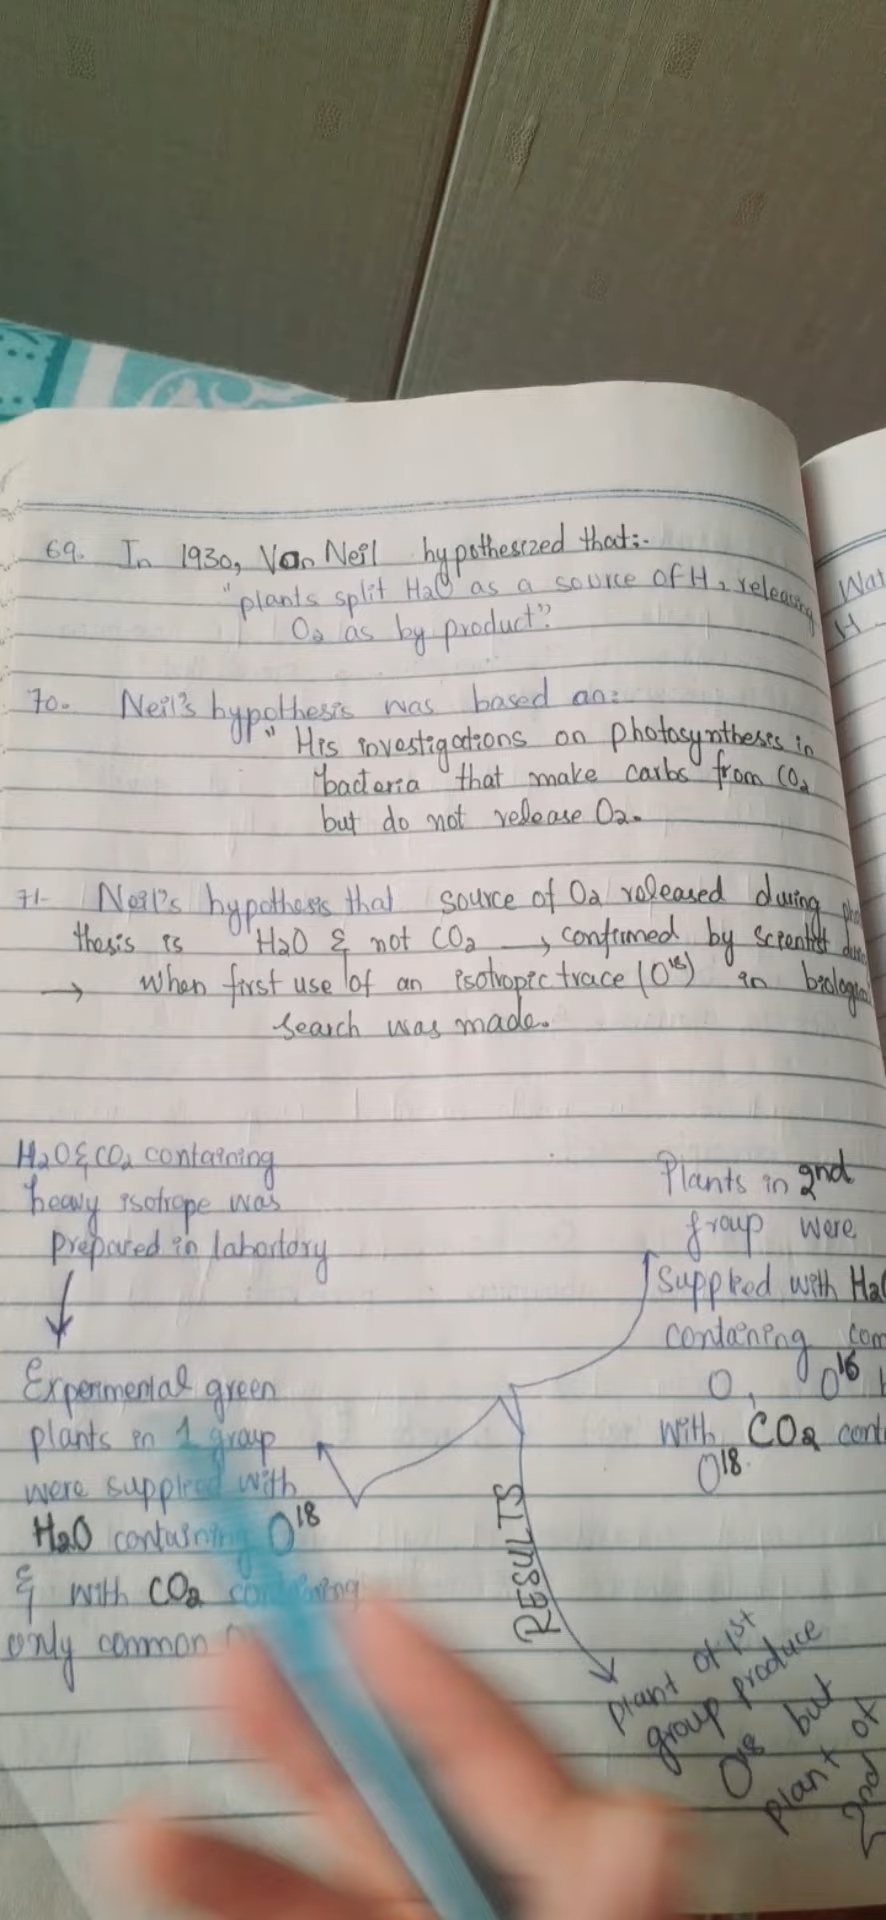 69. In 1930, Van Neil hypothesized that:-
"plants split H2O as a source of H, releasing
O2 as by product".
70. Neil's hypothesis was based an:
" His investigations on photosynthesis in
bacteria that make carbs from CO2
but do not release O2.
71- Neil's hypothesis that source of O2 released during
thesis is H2O & not CO2 → confirmed by scientist
→ when first use of an isotropic trace (O18) in
search was made.
H2O & CO2 containing
heavy isotrope was
prepared in labortory
Experimental green
plants in 1 group
were supplied with
H2O containing O18
& with CO2 containing
only common
Plants in 2nd
group were
supplied with
containing
O, O16
with CO2
O18.
RESULTS
plant of 1st
group produce
O18 but
plant of
2nd
Wat
H